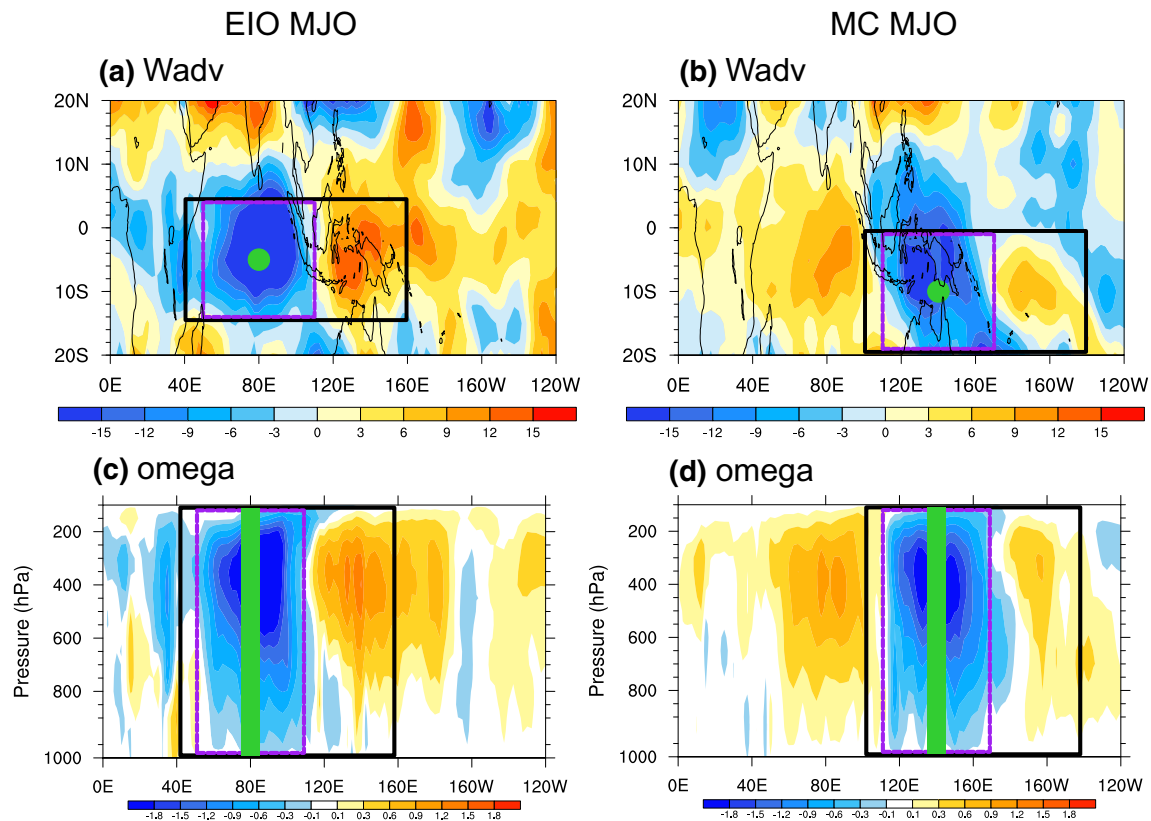 EIO MJO
MC MJO
(a) Wadv
(b) Wadv
20N
10N
0
10S
20S
0E 40E 80E 120E 160E 160W 120W
20N
10N
0
10S
20S
0E 40E 80E 120E 160E 160W 120W
-15 -12 -9 -6 -3 0 3 6 9 12 15
-15 -12 -9 -6 -3 0 3 6 9 12 15
(c) omega
(d) omega
Pressure (hPa)
200
400
600
800
1000
0E 40E 80E 120E 160E 160W 120W
Pressure (hPa)
200
400
600
800
1000
0E 40E 80E 120E 160E 160W 120W
-1.8 -1.5 -1.2 -0.9 -0.6 -0.3 -0.1 0.1 0.3 0.6 0.9 1.2 1.5 1.8
-1.8 -1.5 -1.2 -0.9 -0.6 -0.3 -0.1 0.1 0.3 0.6 0.9 1.2 1.5 1.8